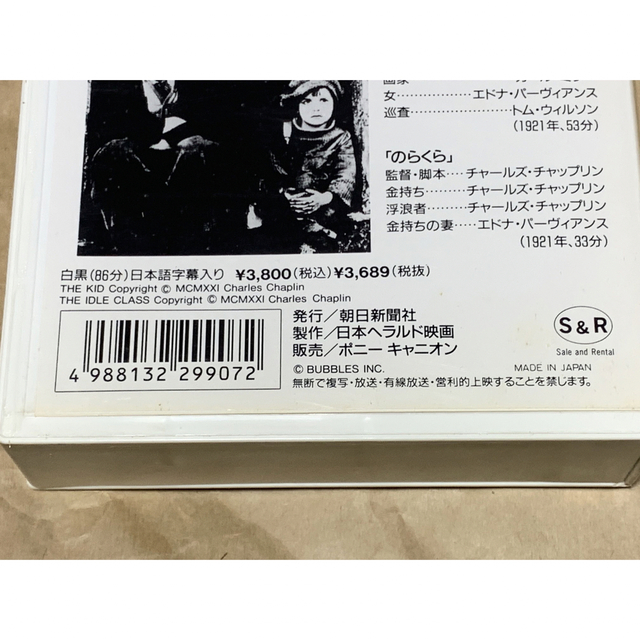 女……………エドナ・パーヴィアンス
巡査……………トム・ウィルソン
(1921年、53分)
「のらくら」
監督・脚本……チャールズ・チャップリン
金持ち………チャールズ・チャップリン
浮浪者………チャールズ・チャップリン
金持ちの妻……エドナ・パーヴィアンス
(1921年、33分)
白黒(86分)日本語字幕入り ¥3,800(税込)¥3,689(税抜)
THE KID Copyright © MCMXXI Charles Chaplin
THE IDLE CLASS Copyright © MCMXXI Charles Chaplin
発行／朝日新聞社
製作／日本ヘラルド映画
販売／ポニー キャニオン
S & R
Sale and Rental
4 988132 299072
© BUBBLES INC.
MADE IN JAPAN
無断で複写・放送・有線放送・営利的上映することを禁じます。